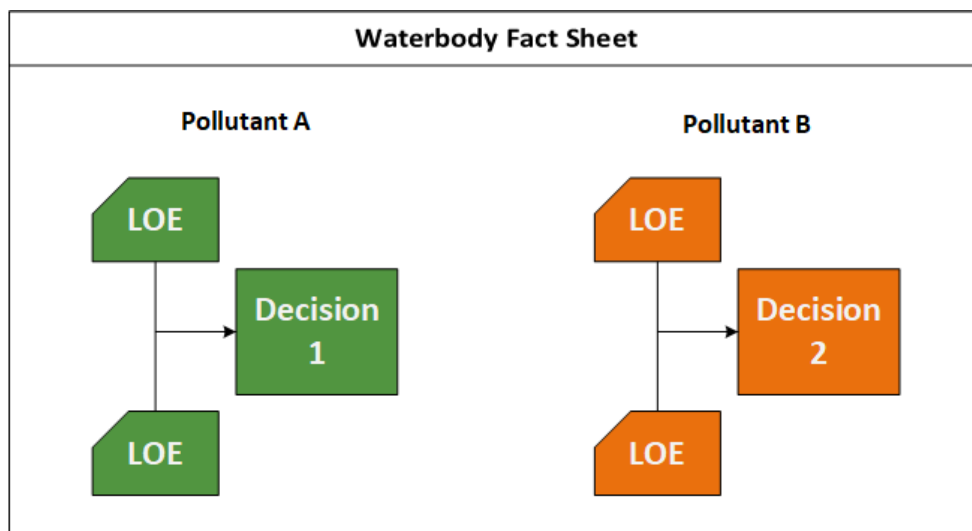 Waterbody Fact Sheet
Pollutant A
LOE
Decision
1
LOE
Pollutant B
LOE
Decision
2
LOE